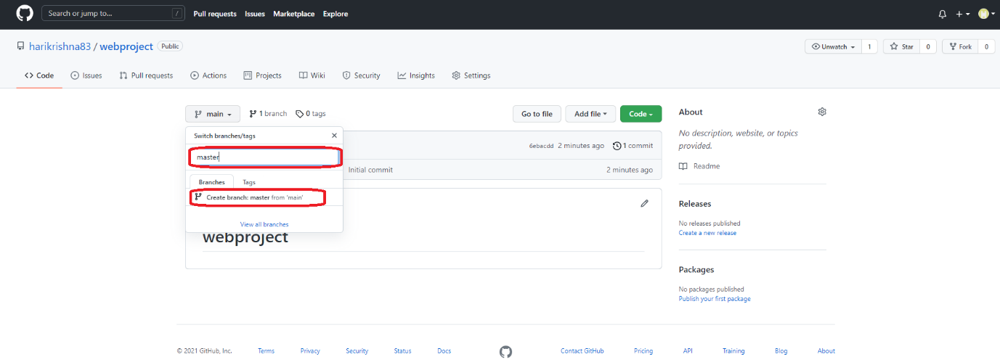 Search or jump to... /
Pull requests Issues Marketplace Explore
harikrishna83 / webproject Public
Unwatch 1 Star 0 Fork 0
Code Issues Pull requests Actions Projects Wiki Security Insights Settings
main 1 branch 0 tags
Go to file Add file Code
Switch branches/tags
master
Branches Tags
Create branch: master from 'main'
View all branches
6ebacdd 2 minutes ago 1 commit
Initial commit 2 minutes ago
webproject
About
No description, website, or topics
provided.
Readme
Releases
No releases published
Create a new release
Packages
No packages published
Publish your first package
© 2021 GitHub, Inc. Terms Privacy Security Status Docs Contact GitHub Pricing API Training Blog About